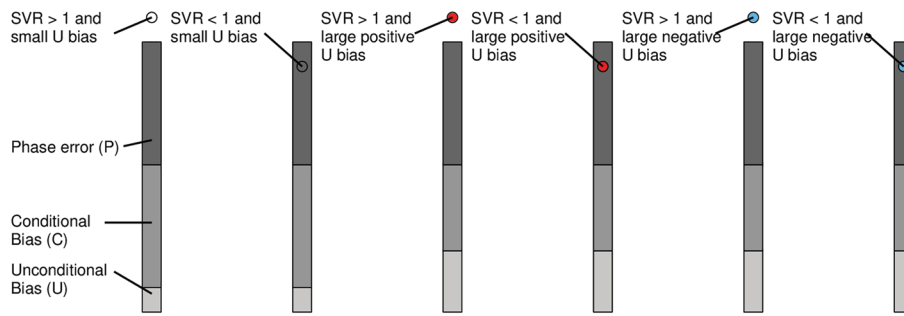 SVR > 1 and
small U bias
SVR < 1 and
small U bias
SVR > 1 and
large positive
U bias
SVR < 1 and
large positive
U bias
SVR > 1 and
large negative
U bias
SVR < 1 and
large negative
U bias
Phase error (P)
Conditional
Bias (C)
Unconditional
Bias (U)